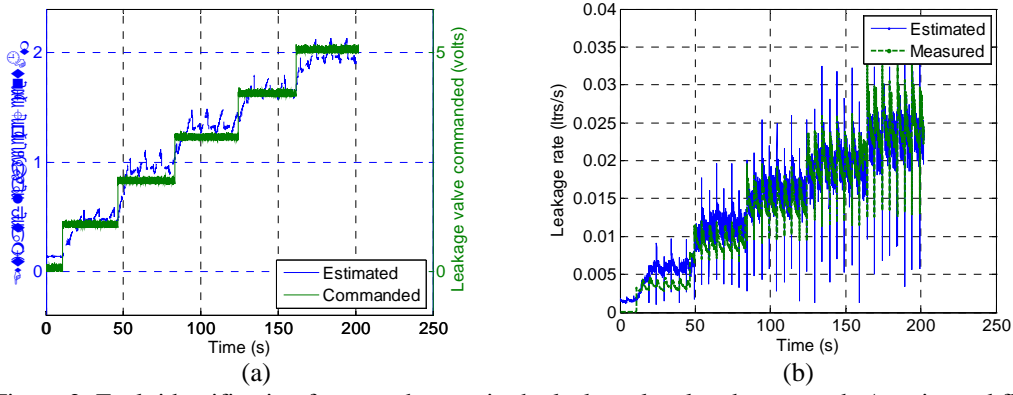 2
1
0
5
0
Leakage valve commanded (volts)
Estimated
Commanded
0 50 100 150 200 250
Time (s)
(a)
0.04
0.035
0.03
0.025
0.02
0.015
0.01
0.005
0
Leakage rate (ltrs/s)
Estimated
Measured
0 50 100 150 200 250
Time (s)
(b)